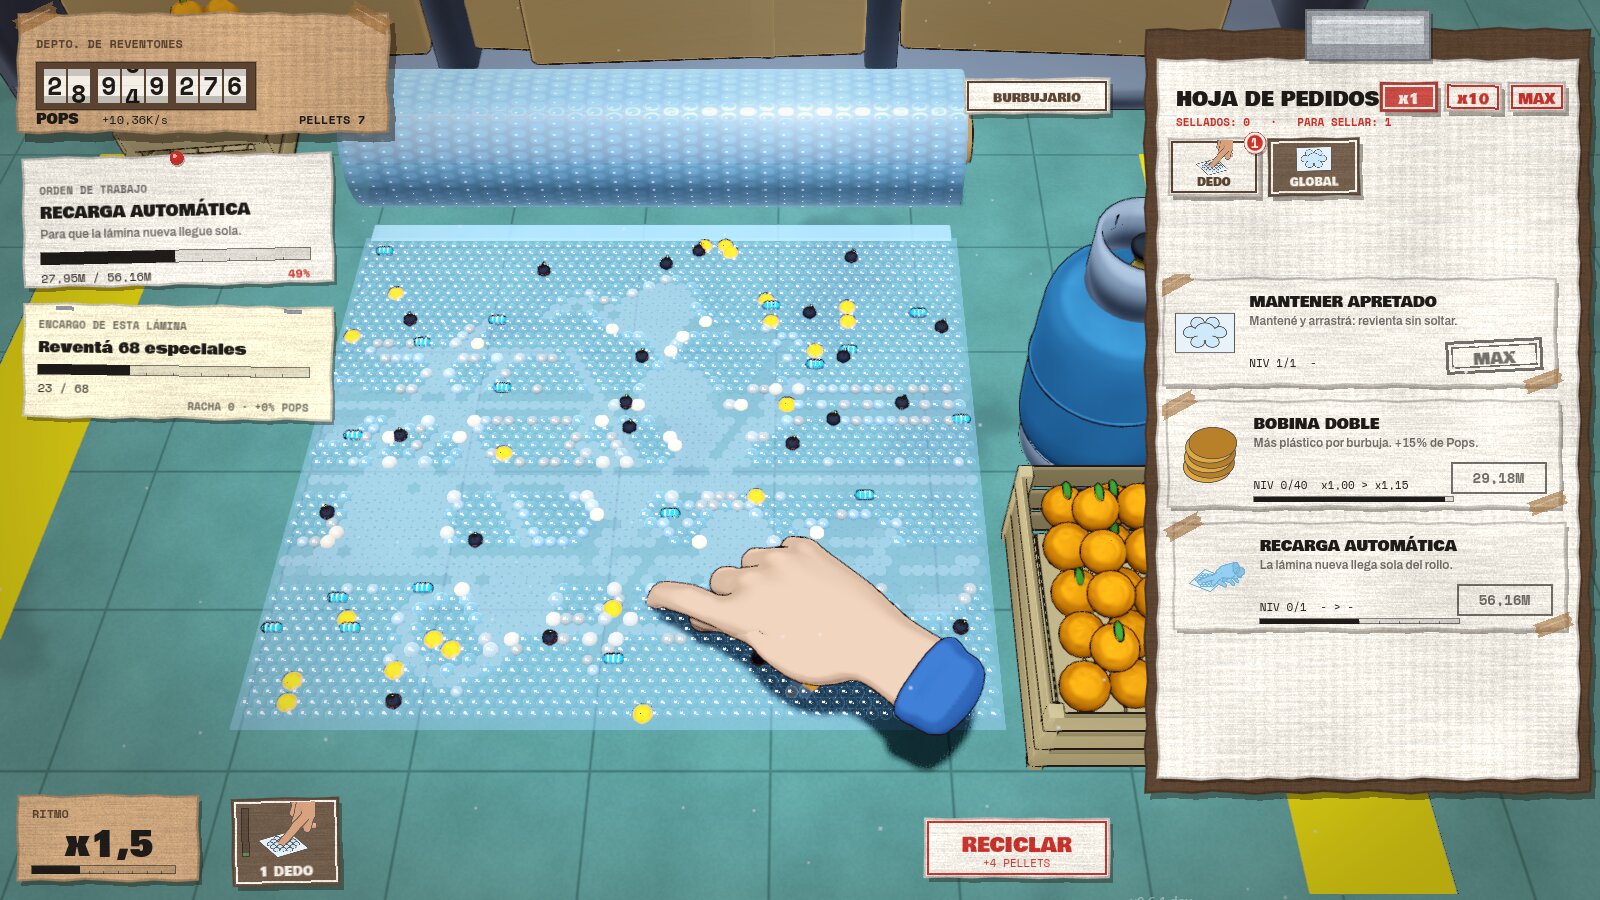 DEPTO. DE REVENTONES
28 949 276
POPS +10,36K/s PELLETS 7
ORDEN DE TRABAJO
RECARGA AUTOMÁTICA
Para que la lámina nueva llegue sola.
27,95M / 56,16M 49%
ENCARGO DE ESTA LÁMINA
Reventá 68 especiales
23 / 68
RACHA 0 - +0% POPS
BURBUJARIO
HOJA DE PEDIDOS x1 x10 MAX
SELLADOS: 0 · PARA SELLAR: 1
1
DEDO GLOBAL
MANTENER APRETADO
Mantené y arrastrá: revienta sin soltar.
NIV 1/1 - MAX
BOBINA DOBLE
Más plástico por burbuja. +15% de Pops.
NIV 0/40 x1,00 > x1,15 29,18M
RECARGA AUTOMÁTICA
La lámina nueva llega sola del rollo.
NIV 0/1 - > - 56,16M
RITMO
x1,5
1 DEDO
RECICLAR
+4 PELLETS